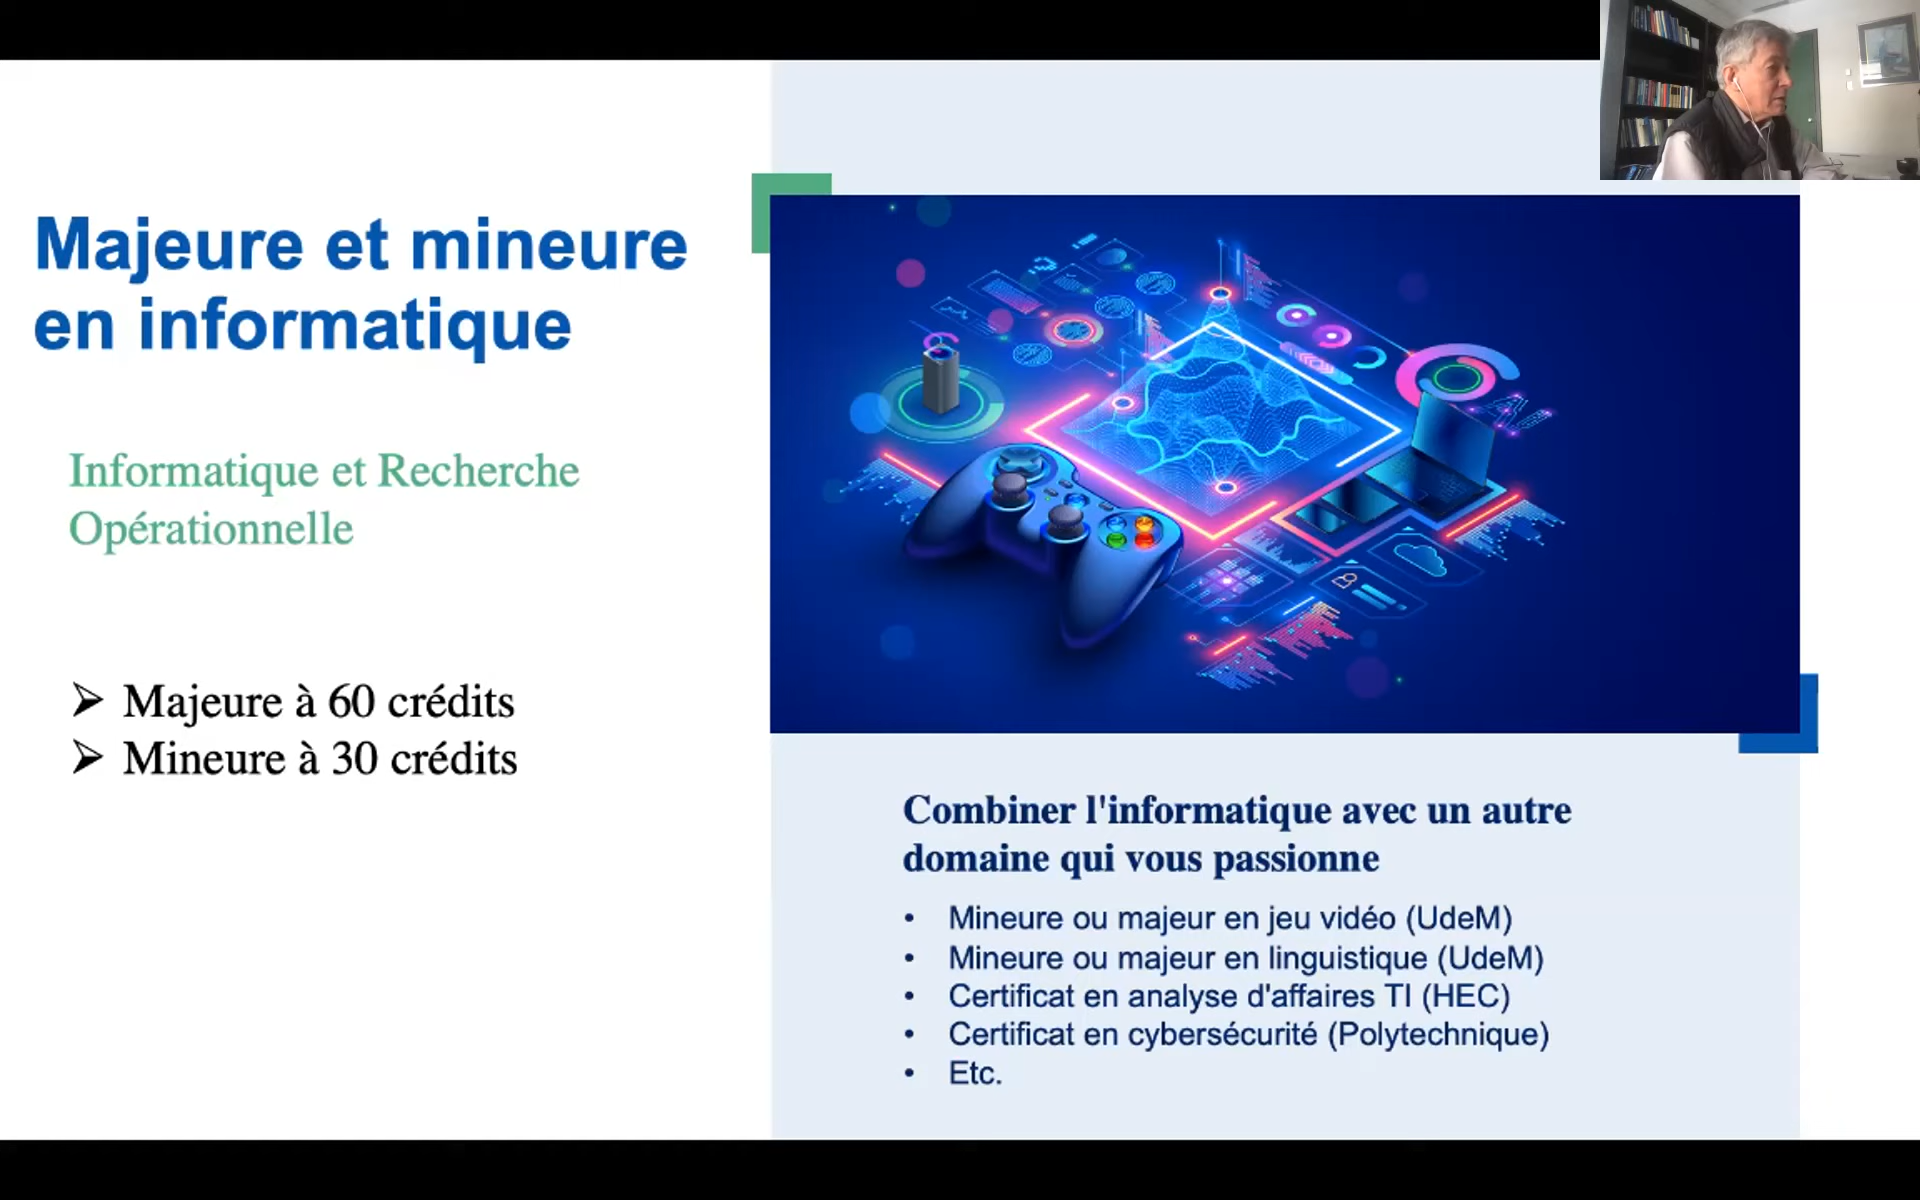 Majeure et mineure
en informatique
Informatique et Recherche
Opérationnelle
➢ Majeure à 60 crédits
➢ Mineure à 30 crédits
AI
Combiner l'informatique avec un autre
domaine qui vous passionne
• Mineure ou majeur en jeu vidéo (UdeM)
• Mineure ou majeur en linguistique (UdeM)
• Certificat en analyse d'affaires TI (HEC)
• Certificat en cybersécurité (Polytechnique)
• Etc.